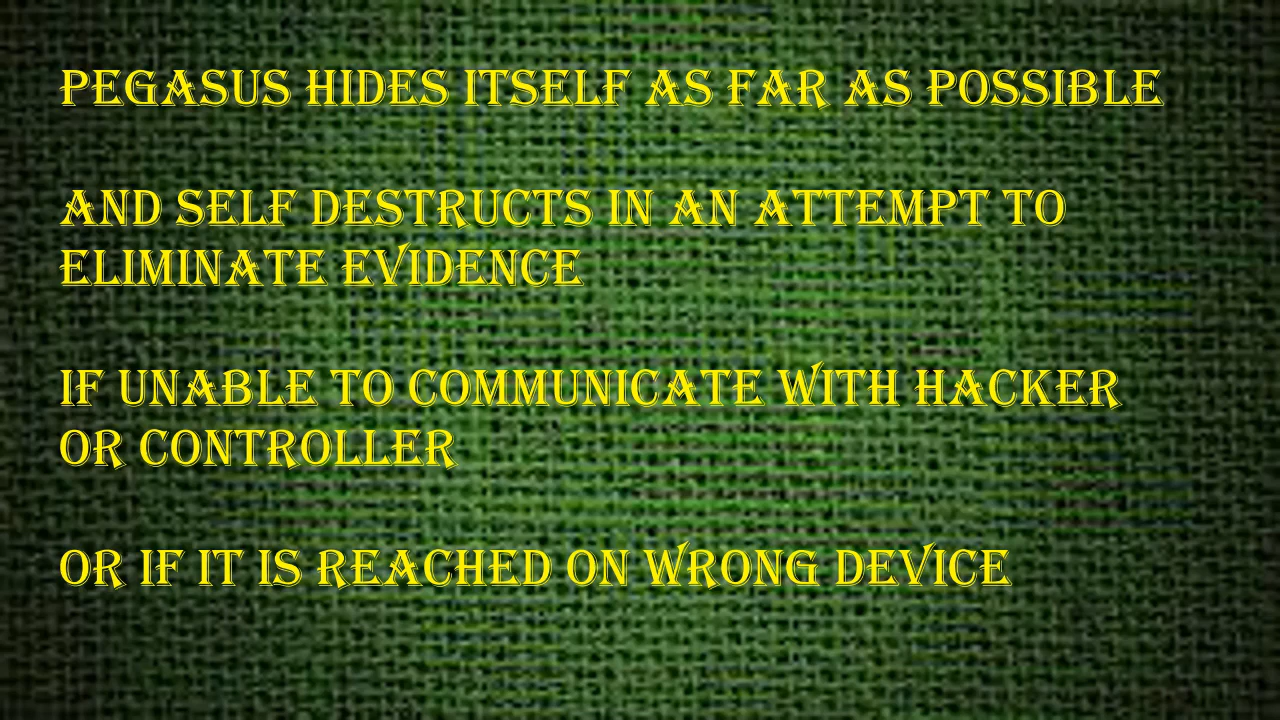 PEGASUS HIDES ITSELF AS FAR AS POSSIBLE
AND SELF DESTRUCTS IN AN ATTEMPT TO
ELIMINATE EVIDENCE
IF UNABLE TO COMMUNICATE WITH HACKER
OR CONTROLLER
OR IF IT IS REACHED ON WRONG DEVICE